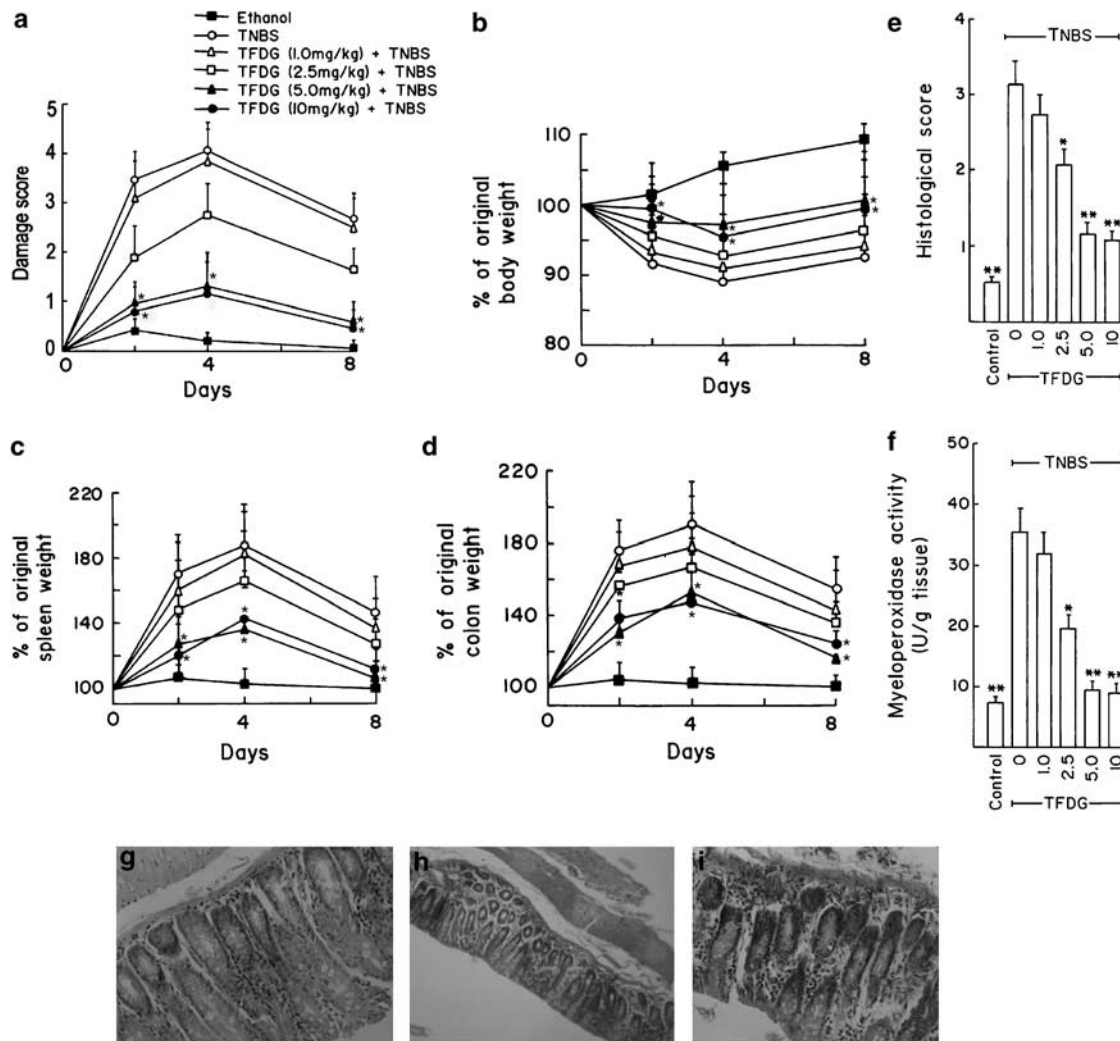 a
Ethanol
TNBS
TFDG (1.0mg/kg) + TNBS
TFDG (2.5mg/kg) + TNBS
TFDG (5.0mg/kg) + TNBS
TFDG (10mg/kg) + TNBS
Damage score
5
4
3
2
1
0
*
*
*
*
*
0
4
8
Days
b
% of original
body weight
110
100
90
80
*
*
*
*
*
*
0
4
8
Days
e
TNBS
Histological score
4
3
2
1
**
*
**
**
Control
0
1.0
2.5
5.0
10
TFDG
c
% of original
spleen weight
220
180
140
100
*
*
*
*
*
*
0
4
8
Days
d
% of original
colon weight
220
180
140
100
*
*
*
*
*
*
0
4
8
Days
f
TNBS
Myeloperoxidase activity
(U/g tissue)
50
40
30
20
10
**
*
**
**
Control
0
1.0
2.5
5.0
10
TFDG
g
h
i